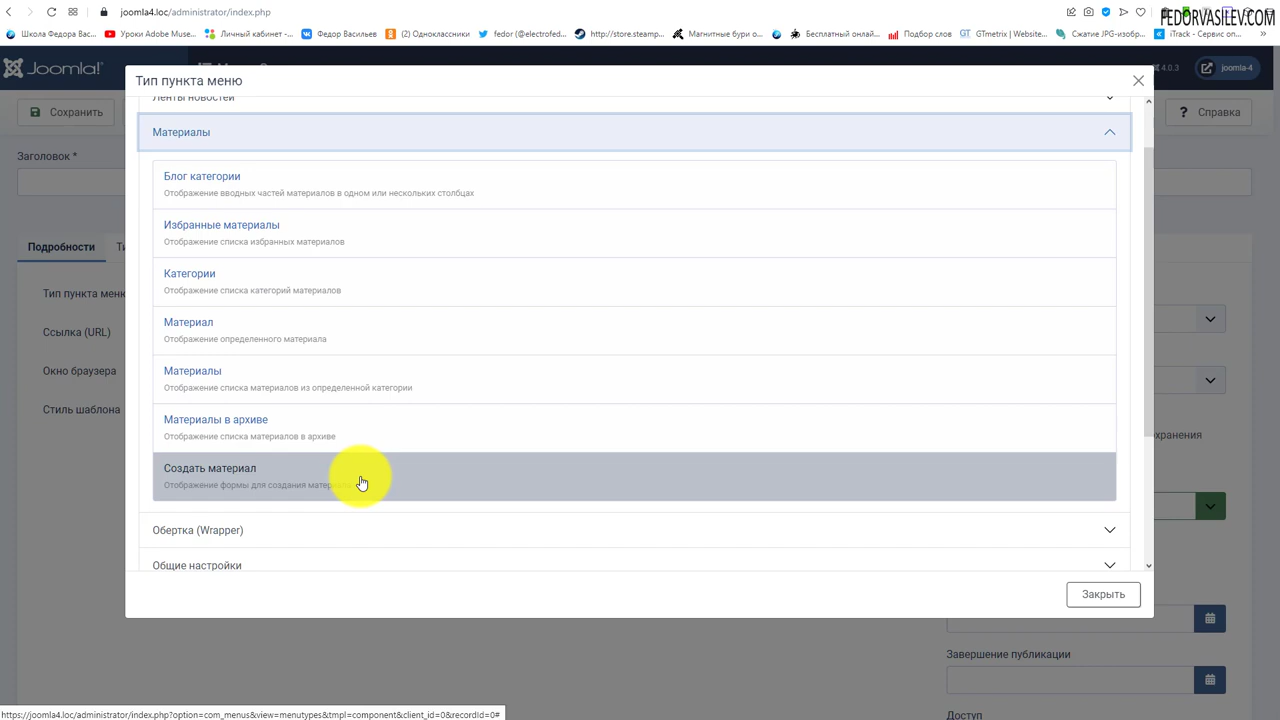 joomla4.loc/administrator/index.php
FEDORVASILEV.COM
Школа Федора Вас...
Уроки Adobe Muse...
Личный кабинет -...
Федор Васильев
(2) Одноклассники
fedor (@electrofed...
http://store.steamp...
Магнитные бури о...
Бесплатный онлай...
Подбор слов
GTmetrix | Website...
Сжатие JPG-изобр...
iTrack - Сервис оп...
Joomla!
4.0.3
joomla-4
Тип пункта меню
Сохранить
Справка
Ленты новостей
Материалы
Заголовок *
Блог категории
Отображение вводных частей материалов в одном или нескольких столбцах
Избранные материалы
Отображение списка избранных материалов
Подробности
Категории
Отображение списка категорий материалов
Тип пункта меню
Материал
Отображение определенного материала
Ссылка (URL)
Материалы
Отображение списка материалов из определенной категории
Окно браузера
Стиль шаблона
Материалы в архиве
Отображение списка материалов в архиве
хранения
Создать материал
Отображение формы для создания
Обертка (Wrapper)
Общие настройки
Закрыть
Завершение публикации
Доступ
https://joomla4.loc/administrator/index.php?option=com_menus&view=menutypes&tmpl=component&client_id=0&recordId=0#